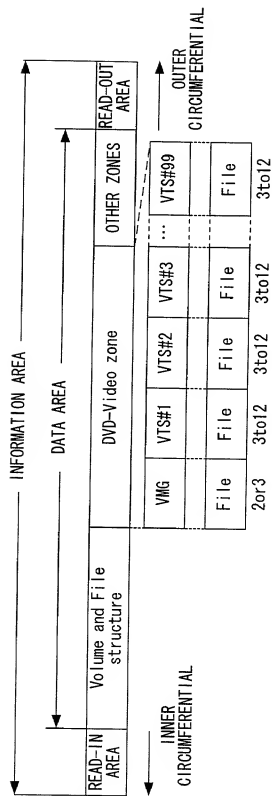 INFORMATION AREA
DATA AREA
READ-IN
AREA
Volume and File
structure
DVD-Video zone
OTHER ZONES
READ-OUT
AREA
VMG
VTS#1
VTS#2
VTS#3
...
VTS#99
File
File
File
File
File
2or3
3to12
3to12
3to12
3to12
INNER
CIRCUMFERENTIAL
OUTER
CIRCUMFERENTIAL